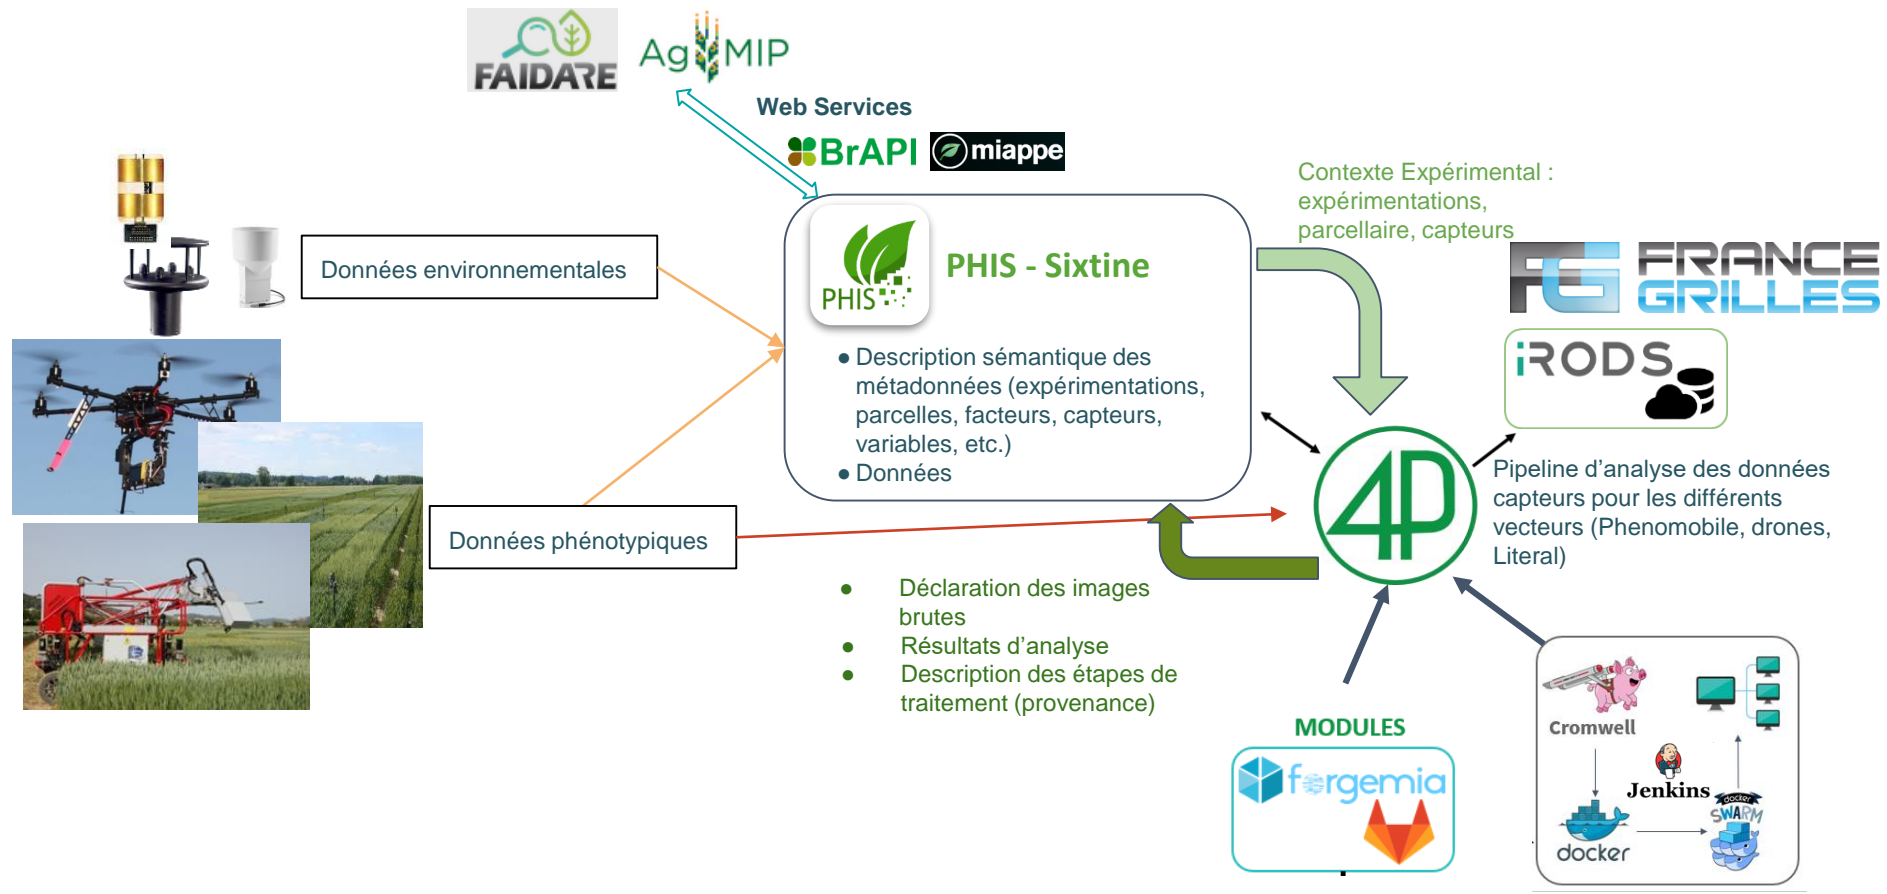 FAIDARE
AgMIP
Web Services
BrAPI
miappe
Contexte Expérimental :
expérimentations,
parcellaire, capteurs
FG FRANCE
GRILLES
Données environnementales
PHIS
PHIS - Sixtine
● Description sémantique des
métadonnées (expérimentations,
parcelles, facteurs, capteurs,
variables, etc.)
● Données
iRODS
4P
Pipeline d’analyse des données
capteurs pour les différents
vecteurs (Phenomobile, drones,
Literal)
Données phénotypiques
● Déclaration des images
brutes
● Résultats d’analyse
● Description des étapes de
traitement (provenance)
MODULES
forgemia
Cromwell
Jenkins
docker
docker
SWARM